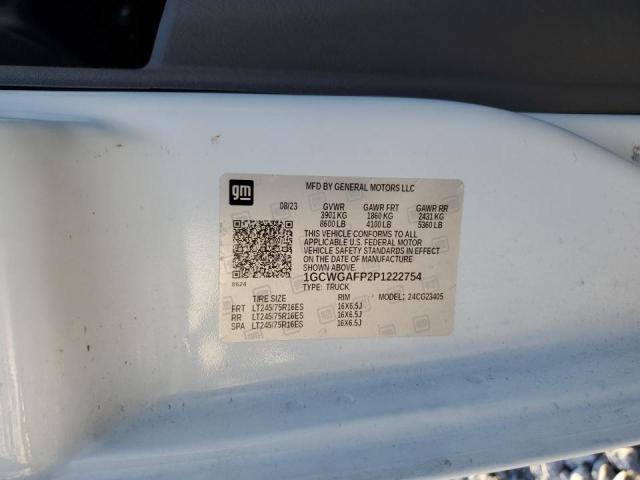 gm
MFD BY GENERAL MOTORS LLC
08/23 GVWR GAWR FRT GAWR RR
3901 KG 1860 KG 2431 KG
8600 LB 4100 LB 5360 LB
THIS VEHICLE CONFORMS TO ALL
APPLICABLE U.S. FEDERAL MOTOR
VEHICLE SAFETY STANDARDS IN EFFECT
ON THE DATE OF MANUFACTURE
SHOWN ABOVE.
1GCWGAFP2P1222754
8624
TYPE: TRUCK
TIRE SIZE RIM MODEL: 24CG23405
FRT LT245/75R16ES 16X6.5J
RR LT245/75R16ES 16X6.5J
SPA LT245/75R16ES 16X6.5J